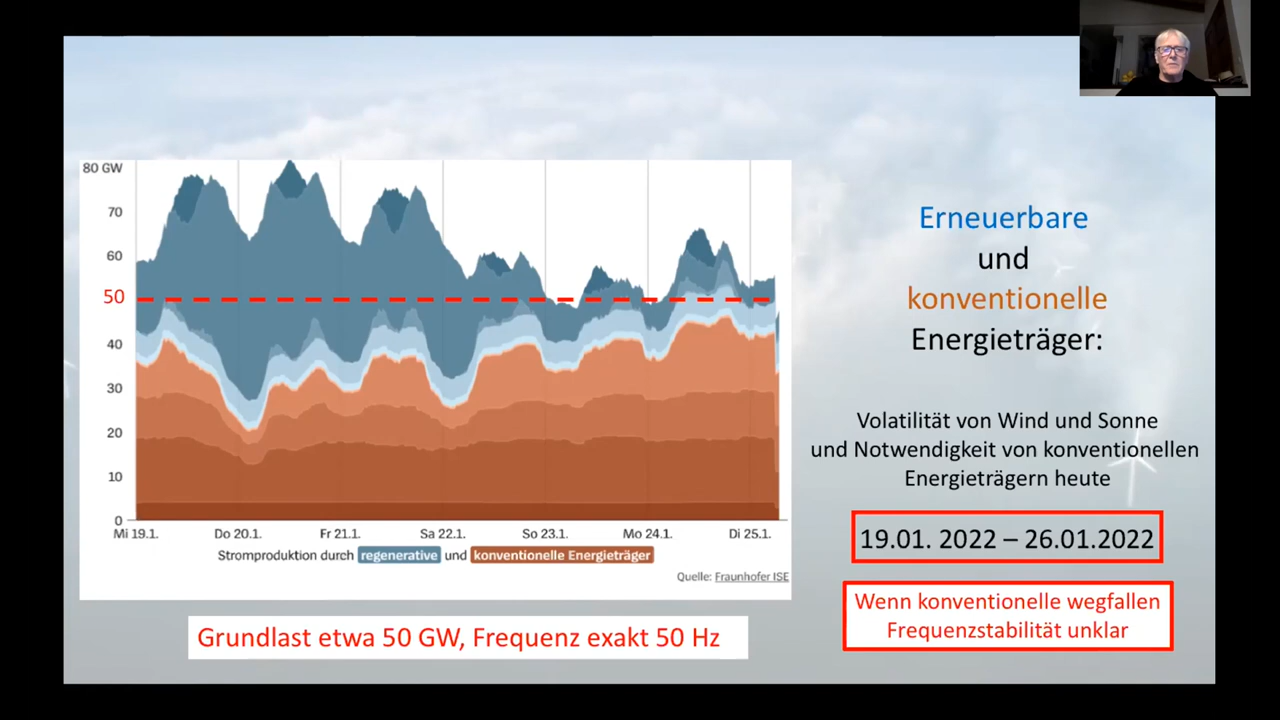 80 GW
70
60
50
40
30
20
10
0
Mi 19.1.
Do 20.1.
Fr 21.1.
Sa 22.1.
So 23.1.
Mo 24.1.
Di 25.1.
Stromproduktion durch regenerative und konventionelle Energieträger
Quelle: Fraunhofer ISE
Grundlast etwa 50 GW, Frequenz exakt 50 Hz
Erneuerbare
und
konventionelle
Energieträger:
Volatilität von Wind und Sonne
und Notwendigkeit von konventionellen
Energieträgern heute
19.01. 2022 – 26.01.2022
Wenn konventionelle wegfallen
Frequenzstabilität unklar